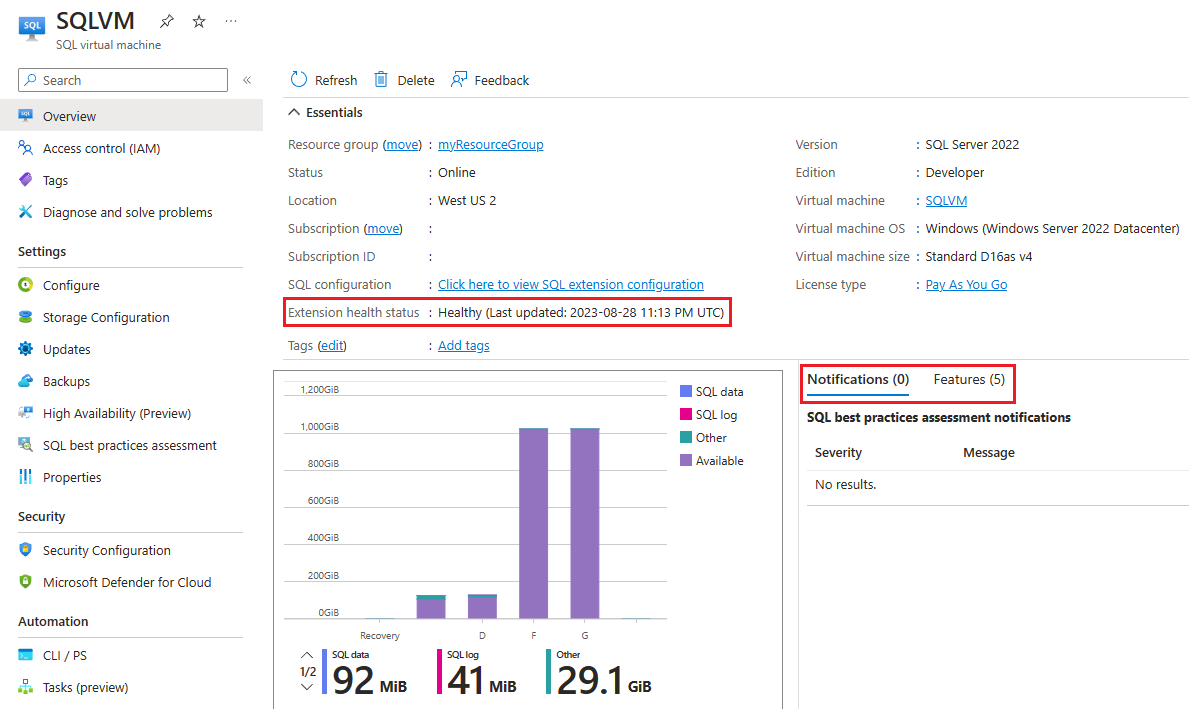 SQL
SQLVM
...
SQL virtual machine
Search
«
Overview
Access control (IAM)
Tags
Diagnose and solve problems
Settings
Configure
Storage Configuration
Updates
Backups
High Availability (Preview)
SQL best practices assessment
Properties
Security
Security Configuration
Microsoft Defender for Cloud
Automation
CLI / PS
Tasks (preview)
Refresh Delete Feedback
Essentials
Resource group (move) : myResourceGroup
Status : Online
Location : West US 2
Subscription (move) :
Subscription ID :
SQL configuration : Click here to view SQL extension configuration
Extension health status : Healthy (Last updated: 2023-08-28 11:13 PM UTC)
Tags (edit) : Add tags
Version : SQL Server 2022
Edition : Developer
Virtual machine : SQLVM
Virtual machine OS : Windows (Windows Server 2022 Datacenter)
Virtual machine size : Standard D16as v4
License type : Pay As You Go
1,200GiB
1,000GiB
800GiB
600GiB
400GiB
200GiB
0GiB
Recovery D F G
SQL data
SQL log
Other
Available
1/2
SQL data
92 MiB
SQL log
41 MiB
Other
29.1 GiB
Notifications (0) Features (5)
SQL best practices assessment notifications
Severity Message
No results.